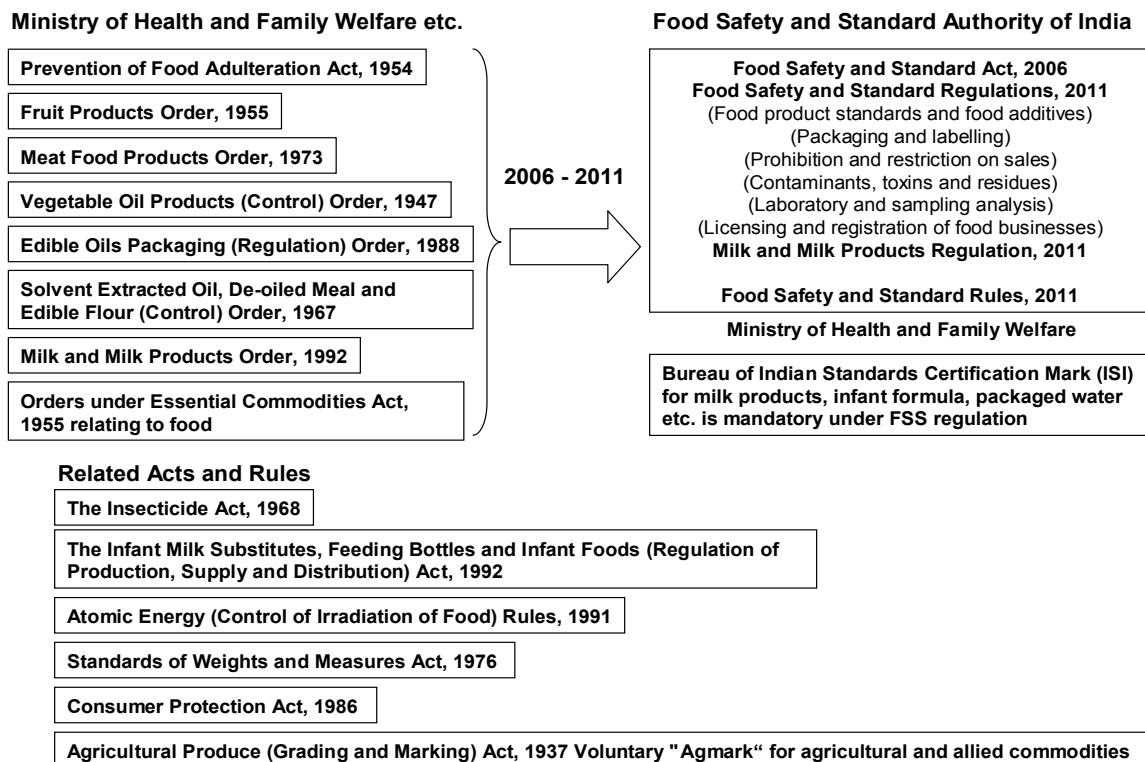 Ministry of Health and Family Welfare etc.
Prevention of Food Adulteration Act, 1954
Fruit Products Order, 1955
Meat Food Products Order, 1973
Vegetable Oil Products (Control) Order, 1947
Edible Oils Packaging (Regulation) Order, 1988
Solvent Extracted Oil, De-oiled Meal and
Edible Flour (Control) Order, 1967
Milk and Milk Products Order, 1992
Orders under Essential Commodities Act,
1955 relating to food
2006 - 2011
Food Safety and Standard Authority of India
Food Safety and Standard Act, 2006
Food Safety and Standard Regulations, 2011
(Food product standards and food additives)
(Packaging and labelling)
(Prohibition and restriction on sales)
(Contaminants, toxins and residues)
(Laboratory and sampling analysis)
(Licensing and registration of food businesses)
Milk and Milk Products Regulation, 2011
Food Safety and Standard Rules, 2011
Ministry of Health and Family Welfare
Bureau of Indian Standards Certification Mark (ISI)
for milk products, infant formula, packaged water
etc. is mandatory under FSS regulation
Related Acts and Rules
The Insecticide Act, 1968
The Infant Milk Substitutes, Feeding Bottles and Infant Foods (Regulation of
Production, Supply and Distribution) Act, 1992
Atomic Energy (Control of Irradiation of Food) Rules, 1991
Standards of Weights and Measures Act, 1976
Consumer Protection Act, 1986
Agricultural Produce (Grading and Marking) Act, 1937 Voluntary "Agmark“ for agricultural and allied commodities